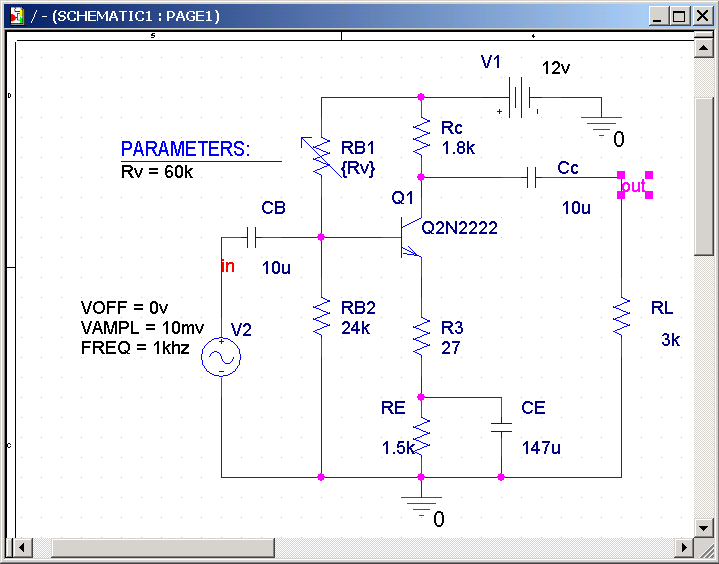 / - (SCHEMATIC1 : PAGE1)
5
4
V1
12v
D
Rc
1.8k
0
PARAMETERS:
Rv = 60k
RB1
{Rv}
Cc
out
Q1
10u
CB
Q2N2222
in
10u
VOFF = 0v
VAMPL = 10mv
FREQ = 1khz
V2
RB2
24k
R3
27
RL
3k
RE
CE
1.5k
147u
C
0